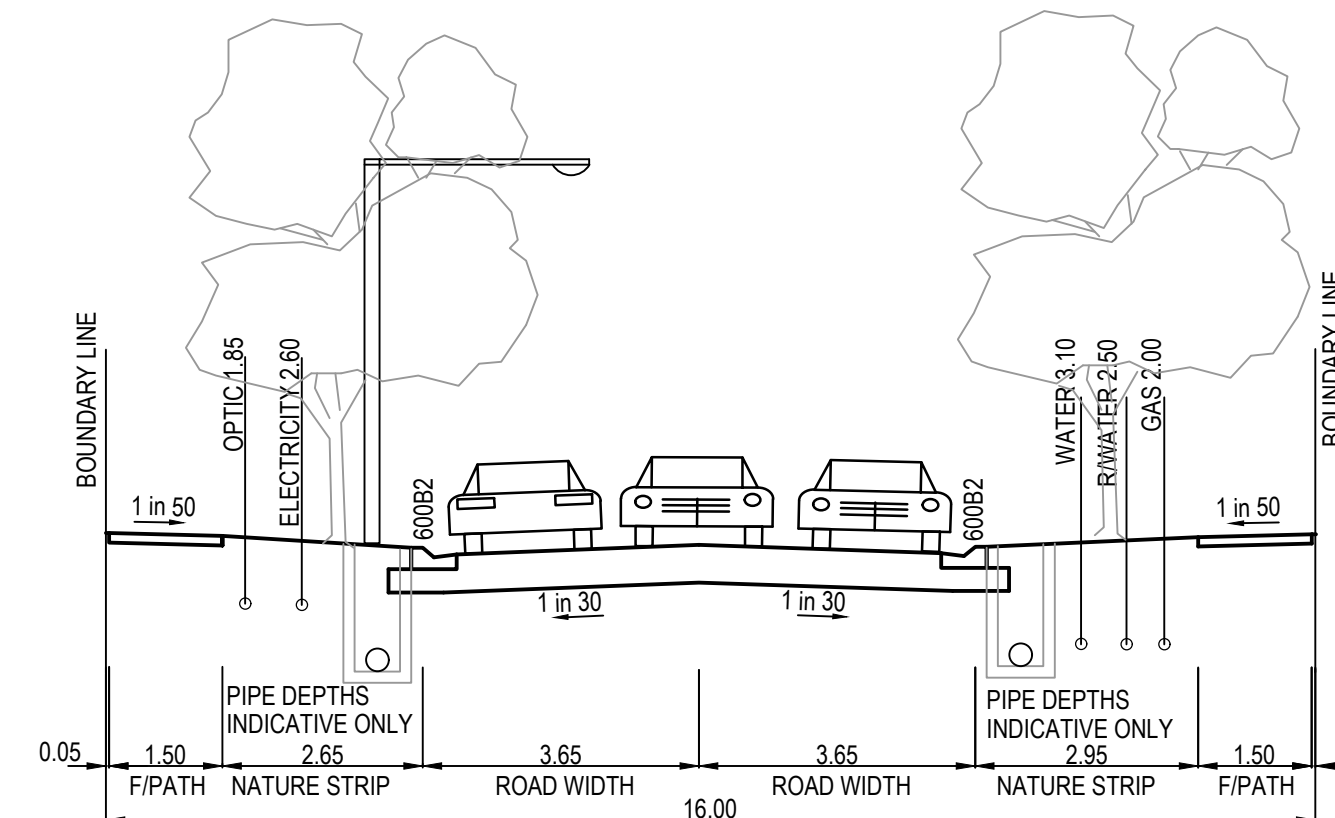 BOUNDARY LINE
OPTIC 1.85
ELECTRICITY 2.60
600B2
600B2
WATER 3.10
R/WATER 2.50
GAS 2.00
BOUNDARY LINE
1 in 50
1 in 50
1 in 30
1 in 30
PIPE DEPTHS
INDICATIVE ONLY
PIPE DEPTHS
INDICATIVE ONLY
0.05
1.50
2.65
3.65
3.65
2.95
1.50
F/PATH
NATURE STRIP
ROAD WIDTH
ROAD WIDTH
NATURE STRIP
F/PATH
16.00